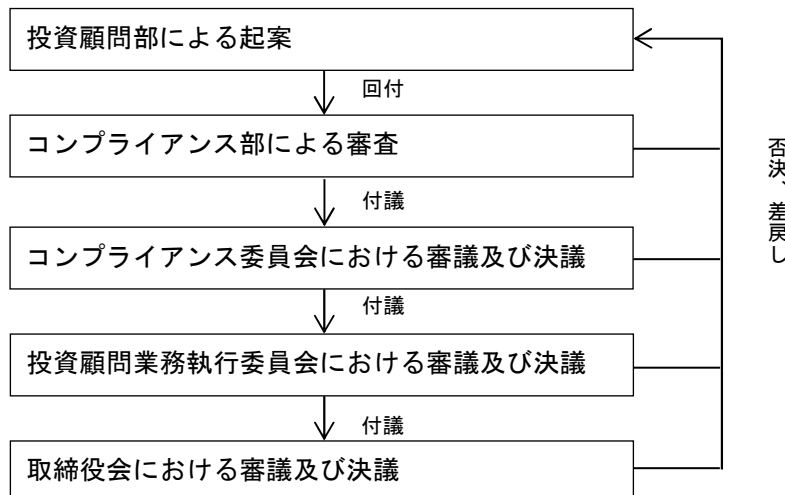 投資顧問部による起案
回付
コンプライアンス部による審査
付議
コンプライアンス委員会における審議及び決議
付議
投資顧問業務執行委員会における審議及び決議
付議
取締役会における審議及び決議
否決、差戻し